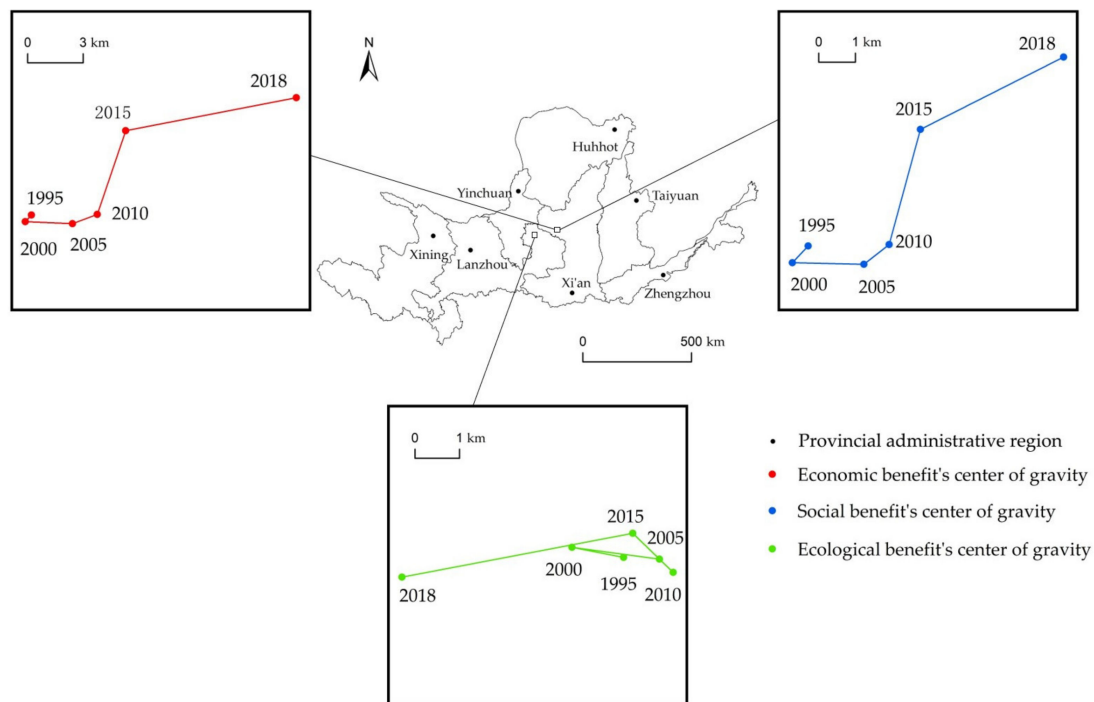 0 3 km
2018
2015
1995
2010
2000
2005
N
Huhhot
Yinchuan
Taiyuan
Xining
Lanzhou
Xi'an
Zhengzhou
0 500 km
0 1 km
2018
2015
1995
2010
2000
2005
0 1 km
2015
2005
2000
1995
2018
2010
Provincial administrative region
Economic benefit's center of gravity
Social benefit's center of gravity
Ecological benefit's center of gravity